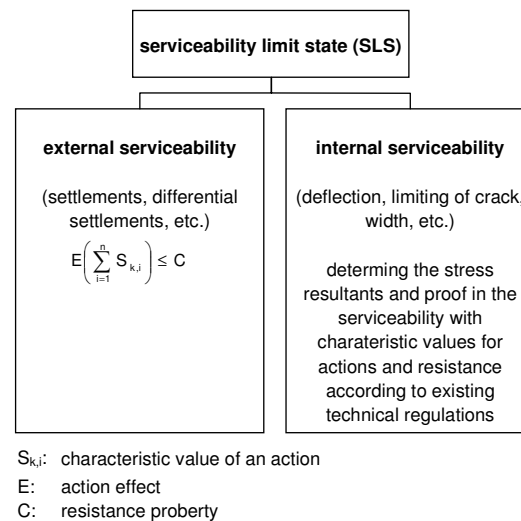 serviceability limit state (SLS)
external serviceability
(settlements, differential
settlements, etc.)
E(∑ⁿᵢ₌₁ S k,i) ≤ C
internal serviceability
(deflection, limiting of crack,
width, etc.)
determing the stress
resultants and proof in the
serviceability with
charateristic values for
actions and resistance
according to existing
technical regulations
Sk,i: characteristic value of an action
E: action effect
C: resistance proberty